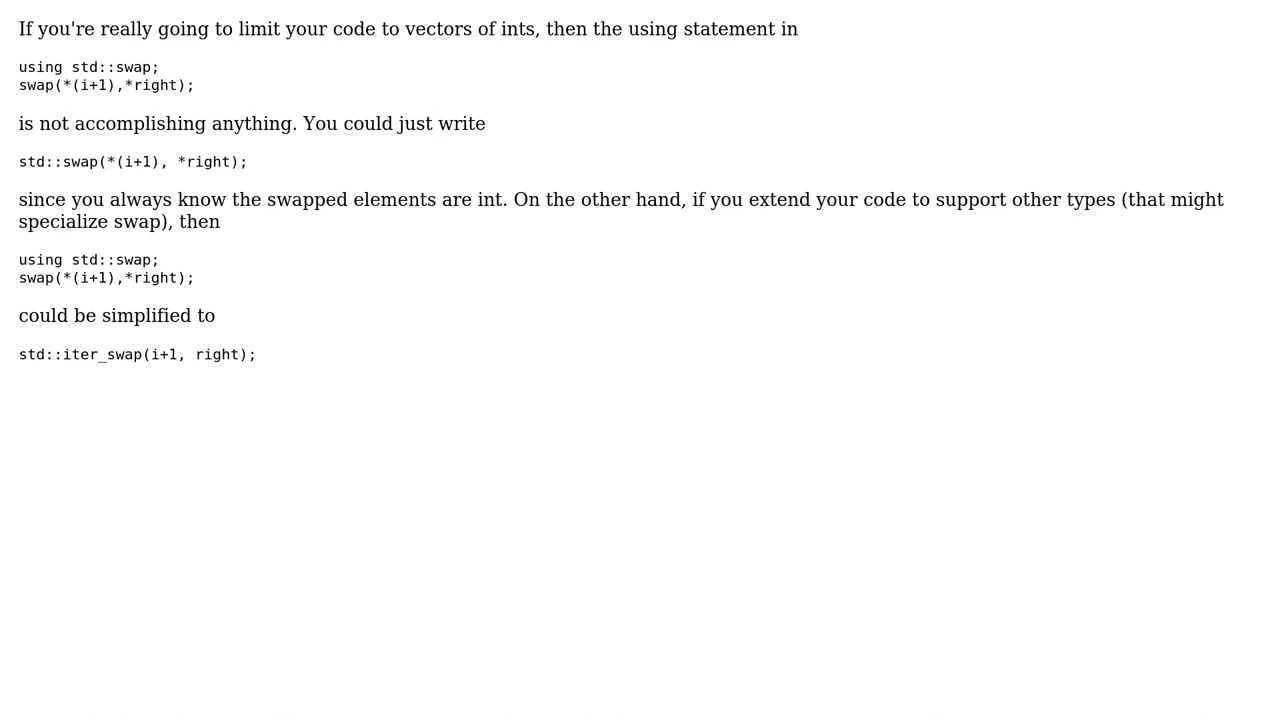 If you're really going to limit your code to vectors of ints, then the using statement in
using std::swap;
swap(*(i+1),*right);
is not accomplishing anything. You could just write
std::swap(*(i+1), *right);
since you always know the swapped elements are int. On the other hand, if you extend your code to support other types (that might
specialize swap), then
using std::swap;
swap(*(i+1),*right);
could be simplified to
std::iter_swap(i+1, right);